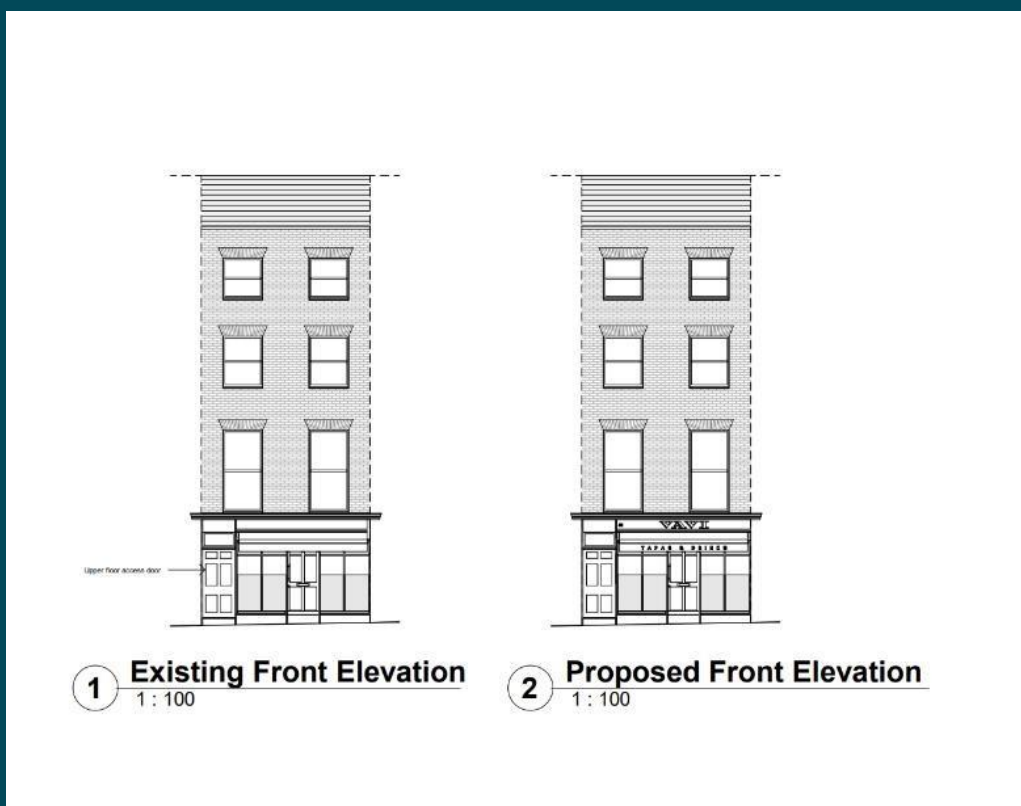 VAVI
TAPAS & DRINKS
Upper floor access door
1 Existing Front Elevation
1 : 100
2 Proposed Front Elevation
1 : 100